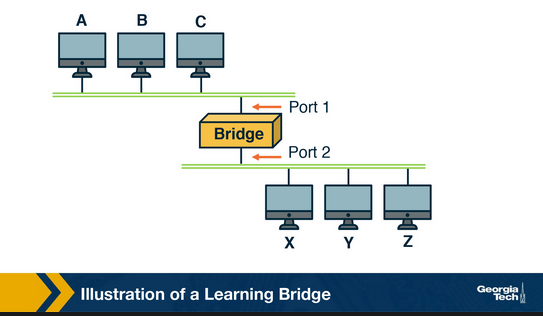 A B C
Port 1
Bridge
Port 2
X Y Z
Illustration of a Learning Bridge
Georgia
Tech